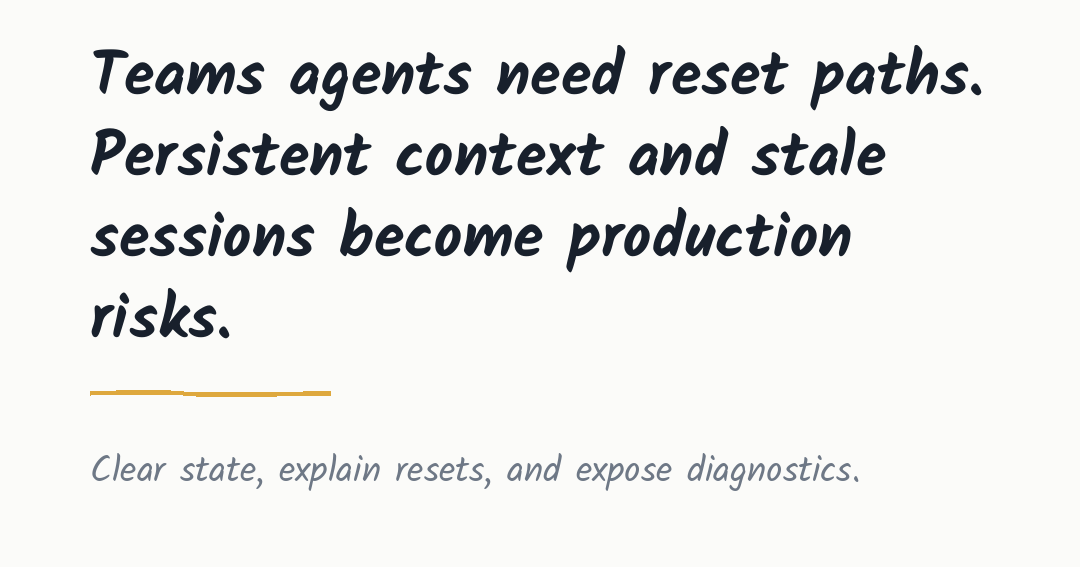 Teams agents need reset paths.
Persistent context and stale
sessions become production
risks.
Clear state, explain resets, and expose diagnostics.